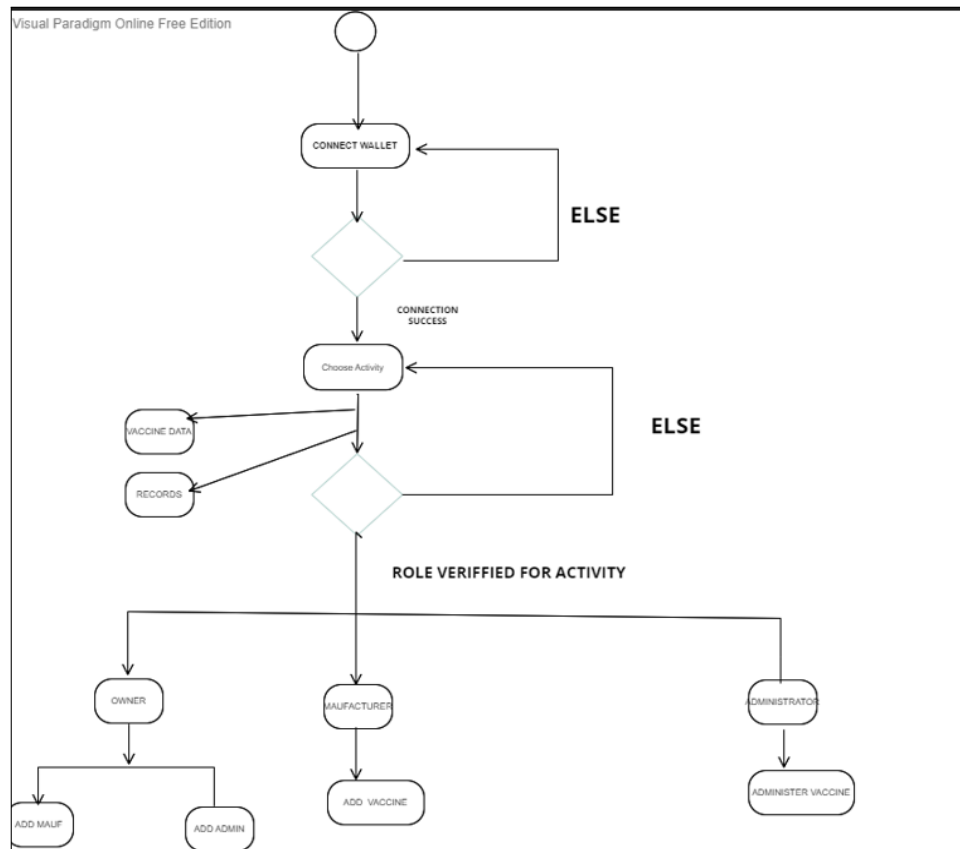 Visual Paradigm Online Free Edition
CONNECT WALLET
ELSE
CONNECTION
SUCCESS
Choose Activity
ELSE
VACCINE DATA
RECORDS
ROLE VERIFFIED FOR ACTIVITY
OWNER
MAUFACTURER
ADMINISTRATOR
ADD MAUF
ADD ADMIN
ADD VACCINE
ADMINISTER VACCINE